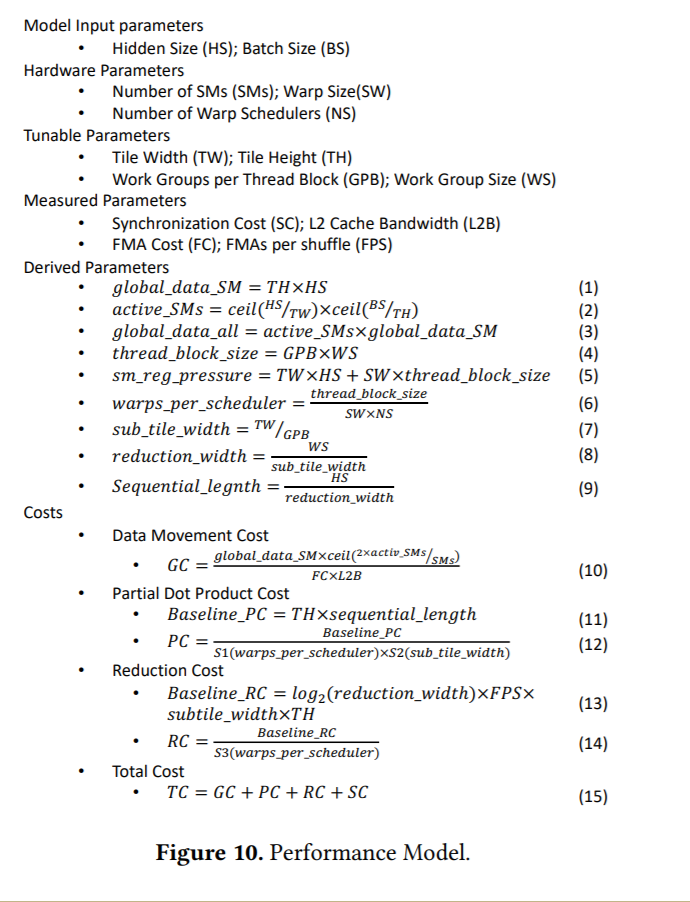 Model Input parameters
• Hidden Size (HS); Batch Size (BS)
Hardware Parameters
• Number of SMs (SMs); Warp Size(SW)
• Number of Warp Schedulers (NS)
Tunable Parameters
• Tile Width (TW); Tile Height (TH)
• Work Groups per Thread Block (GPB); Work Group Size (WS)
Measured Parameters
• Synchronization Cost (SC); L2 Cache Bandwidth (L2B)
• FMA Cost (FC); FMAs per shuffle (FPS)
Derived Parameters
• global_data_SM = TH×HS (1)
• active_SMs = ceil(HS/TW)×ceil(BS/TH) (2)
• global_data_all = active_SMs×global_data_SM (3)
• thread_block_size = GPB×WS (4)
• sm_reg_pressure = TW×HS + SW×thread_block_size (5)
• warps_per_scheduler = thread_block_size / SW×NS (6)
• sub_tile_width = TW/GPB (7)
• reduction_width = WS / sub_tile_width (8)
• Sequential_legnth = HS / reduction_width (9)
Costs
• Data Movement Cost
• GC = global_data_SM×ceil(2×activ_SMs/SMs) / FC×L2B (10)
• Partial Dot Product Cost
• Baseline_PC = TH×sequential_length (11)
• PC = Baseline_PC / S1(warps_per_scheduler)×S2(sub_tile_width) (12)
• Reduction Cost
• Baseline_RC = log2(reduction_width)×FPS×
subtile_width×TH (13)
• RC = Baseline_RC / S3(warps_per_scheduler) (14)
• Total Cost
• TC = GC + PC + RC + SC (15)
Figure 10. Performance Model.